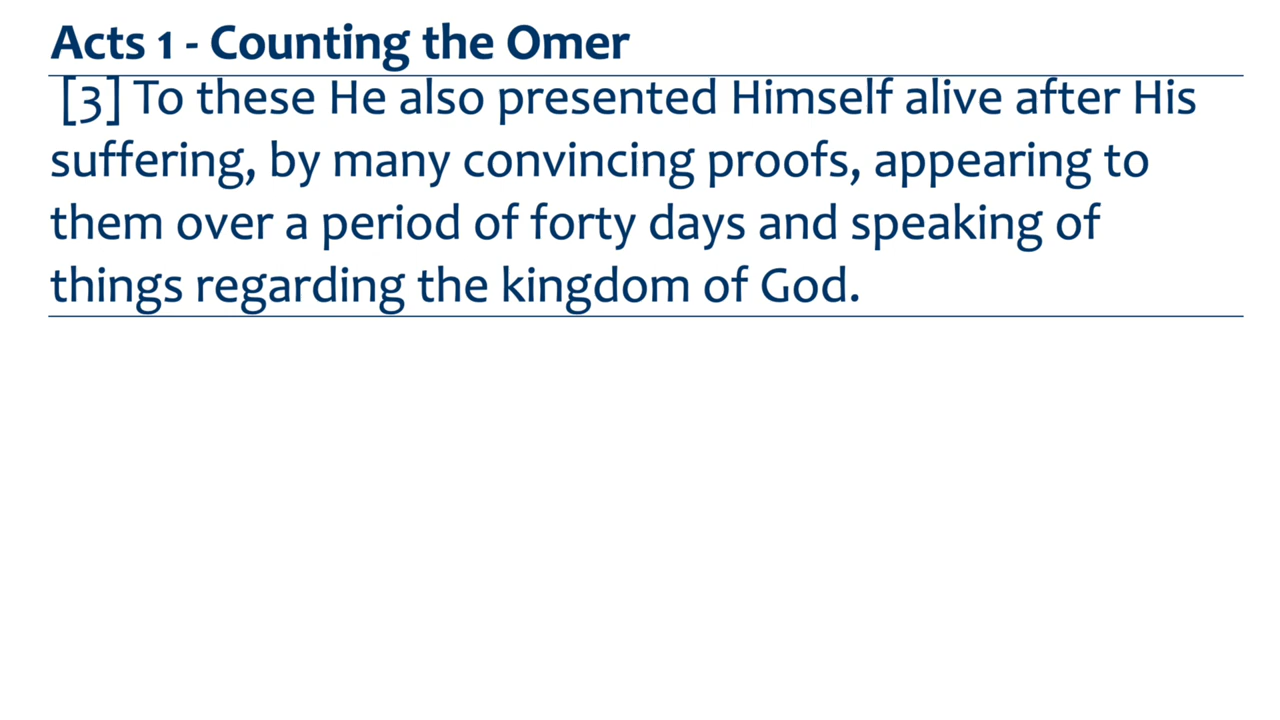 Acts 1 - Counting the Omer
[3] To these He also presented Himself alive after His
suffering, by many convincing proofs, appearing to
them over a period of forty days and speaking of
things regarding the kingdom of God.